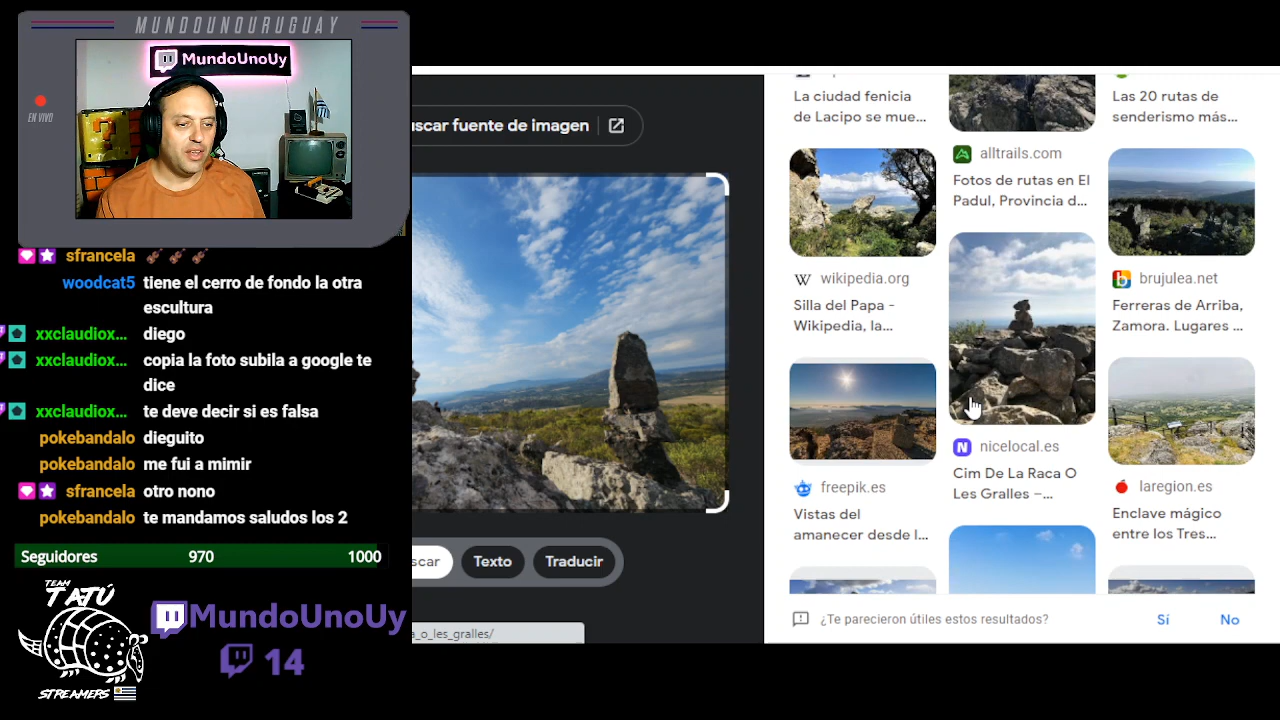 MUNDOUNOURUGUAY
MundoUnoUy
EN VIVO
sfrancela
woodcat5 tiene el cerro de fondo la otra
escultura
xxclaudiox... diego
xxclaudiox... copia la foto subila a google te
dice
xxclaudiox... te deve decir si es falsa
pokebandalo dieguito
pokebandalo me fui a mimir
sfrancela otro nono
pokebandalo te mandamos saludos los 2
Seguidores 970 1000
TEAM
TATÚ
STREAMERS
MundoUnoUy
14
uscar fuente de imagen
scar
Texto
Traducir
a_o_les_gralles/
La ciudad fenicia
de Lacipo se mue...
wikipedia.org
Silla del Papa -
Wikipedia, la...
freepik.es
Vistas del
amanecer desde l...
alltrails.com
Fotos de rutas en El
Padul, Provincia d...
nicelocal.es
Cim De La Raca O
Les Gralles –...
Las 20 rutas de
senderismo más...
brujulea.net
Ferreras de Arriba,
Zamora. Lugares ...
laregion.es
Enclave mágico
entre los Tres...
¿Te parecieron útiles estos resultados?
Sí
No